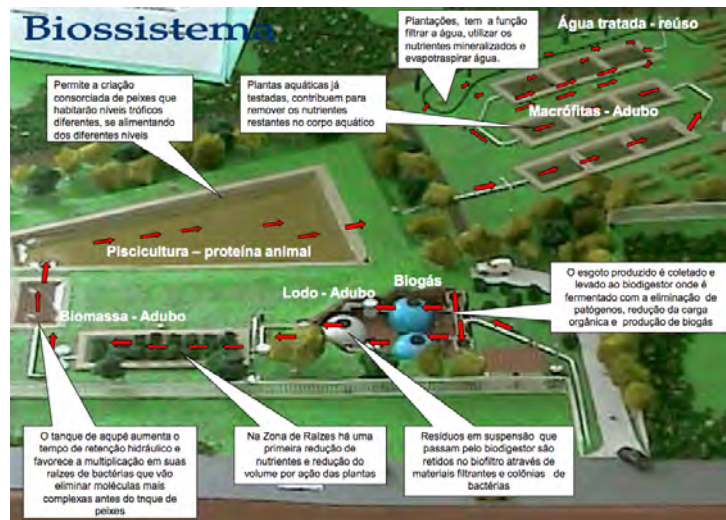 Biossistema
Plantações, tem a função
filtrar a água, utilizar os
nutrientes mineralizados e
evapotraspirar água.
Água tratada - reúso
Permite a criação
consorciada de peixes que
habitarão níveis tróficos
diferentes, se alimentando
dos diferentes níveis
Plantas aquáticas já
testadas, contribuem para
remover os nutrientes
restantes no corpo aquático
Macrófitas - Adubo
Piscicultura – proteína animal
Biogás
Lodo - Adubo
Biomassa - Adubo
O esgoto produzido é coletado e
levado ao biodigestor onde é
fermentado com a eliminação de
patógenos, redução da carga
orgânica e produção de biogás
O tanque de aqupé aumenta o
tempo de retenção hidráulico e
favorece a multiplicação em suas
raízes de bactérias que vão
eliminar moléculas mais
complexas antes do tnque de
peixes
Na Zona de Raízes há uma
primeira redução de
nutrientes e redução do
volume por ação das plantas
Resíduos em suspensão que
passam pelo biodigestor são
retidos no biofiltro através de
materiais filtrantes e colônias de
bactérias